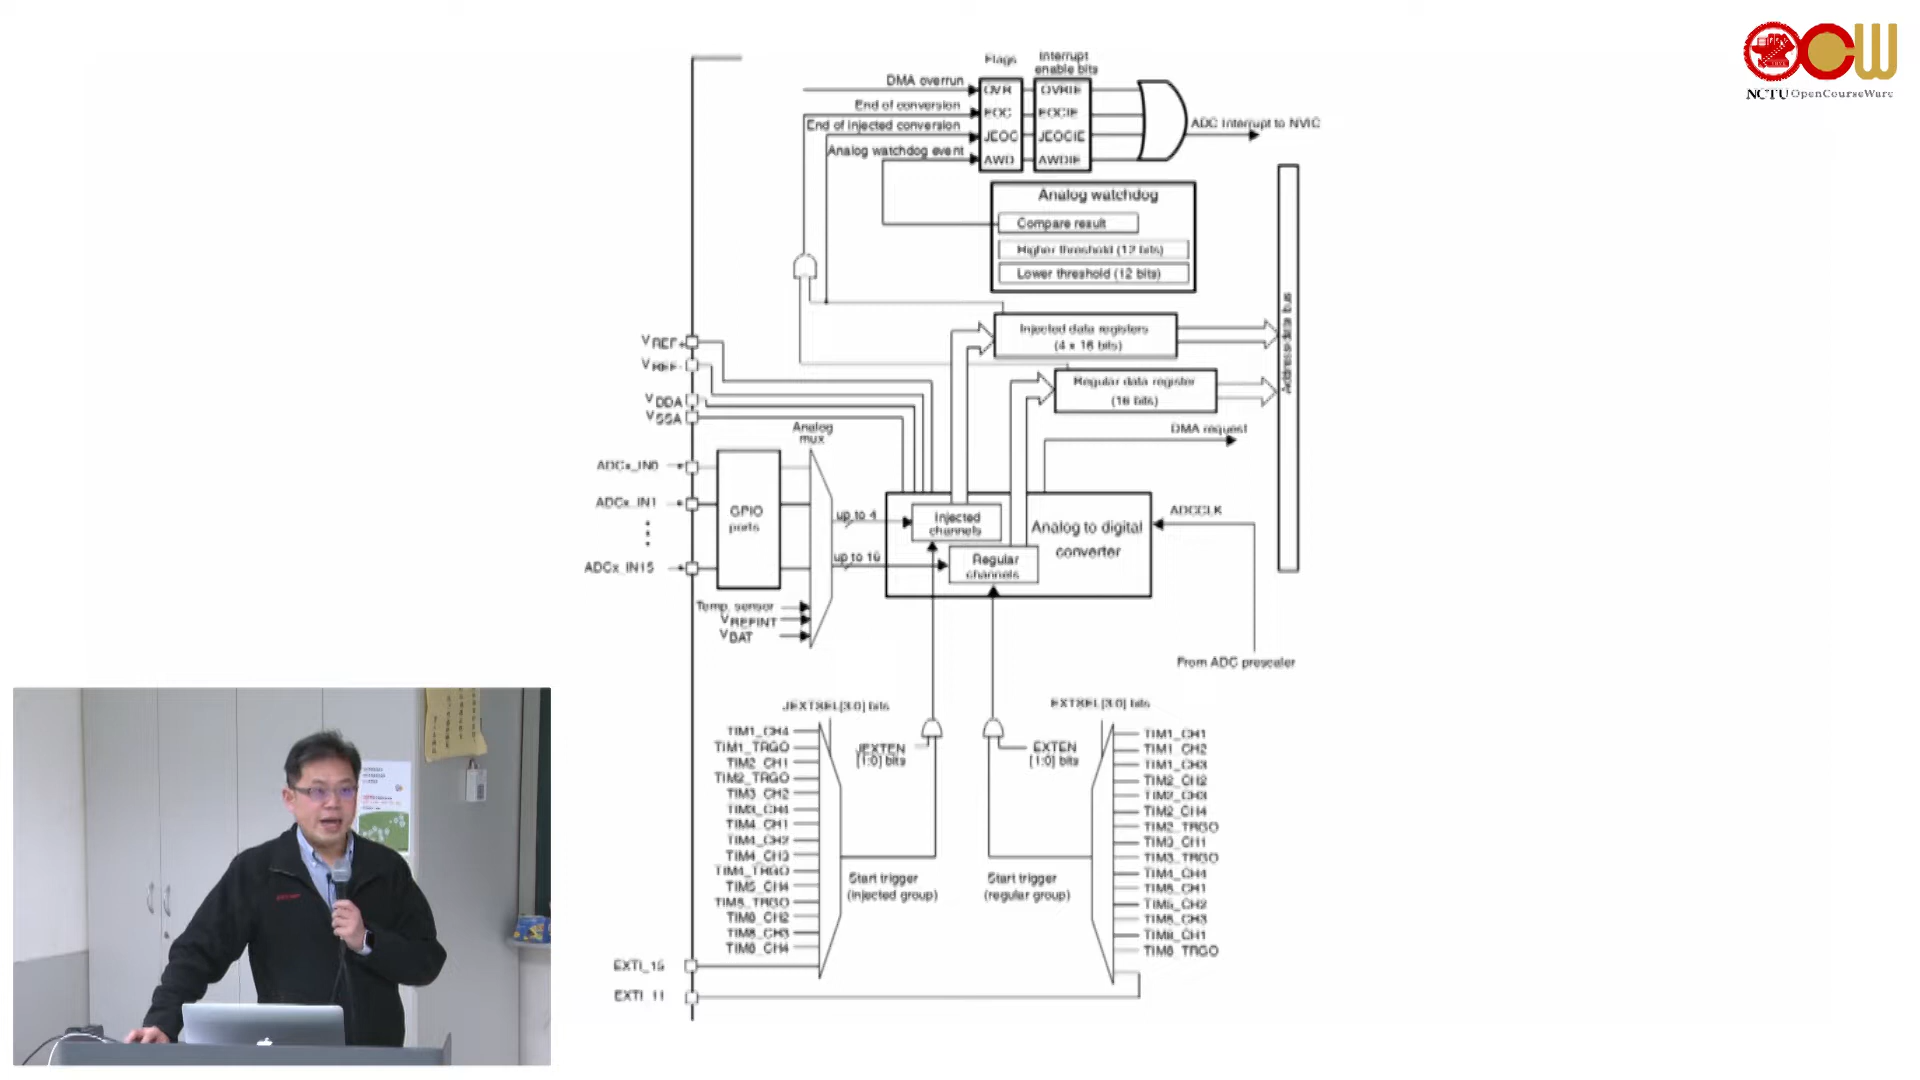 NCTU OpenCourseWare
Flags
Interrupt
enable bits
DMA overrun
OVR
OVRIE
End of conversion
EOC
EOCIE
End of injected conversion
JEOC
JEOCIE
Analog watchdog event
AWD
AWDIE
ADC Interrupt to NVIC
Analog watchdog
Compare result
Higher threshold (12 bits)
Lower threshold (12 bits)
Address/data bus
Injected data registers
(4 x 16 bits)
Regular data register
(16 bits)
DMA request
VREF+
VREF-
VDDA
VSSA
Analog
mux
ADCx_IN0
ADCx_IN1
ADCx_IN15
GPIO
ports
up to 4
up to 16
Injected
channels
Regular
channels
Analog to digital
converter
ADCCLK
Temp. sensor
VREFINT
VBAT
From ADC prescaler
JEXTSEL[3:0] bits
TIM1_CH4
TIM1_TRGO
TIM2_CH1
TIM2_TRGO
TIM3_CH2
TIM3_CH4
TIM4_CH1
TIM4_CH2
TIM4_CH3
TIM4_TRGO
TIM5_CH4
TIM5_TRGO
TIM8_CH2
TIM8_CH3
TIM8_CH4
JEXTEN
[1:0] bits
Start trigger
(injected group)
EXTSEL[3:0] bits
EXTEN
[1:0] bits
Start trigger
(regular group)
TIM1_CH1
TIM1_CH2
TIM1_CH3
TIM2_CH2
TIM2_CH3
TIM2_CH4
TIM2_TRGO
TIM3_CH1
TIM3_TRGO
TIM4_CH4
TIM5_CH1
TIM5_CH2
TIM5_CH3
TIM8_CH1
TIM8_TRGO
EXTI_15
EXTI_11